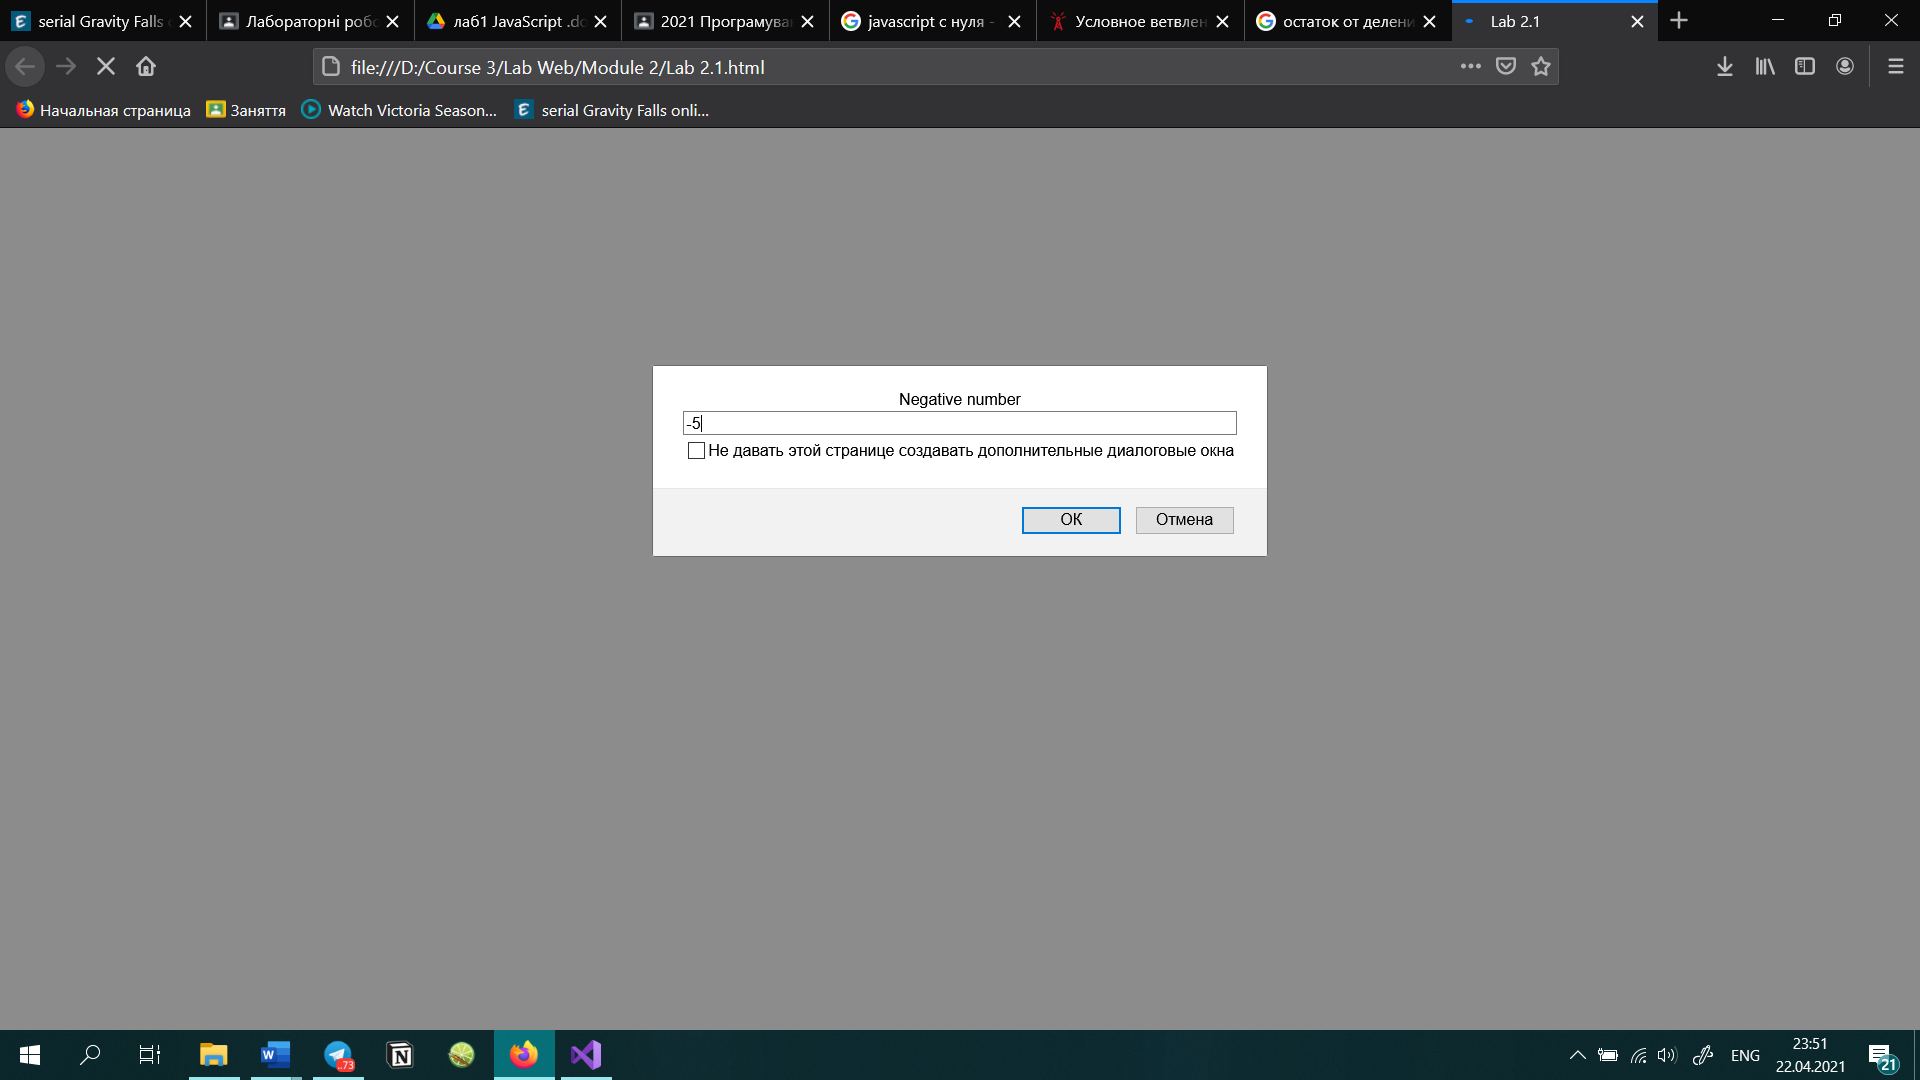 serial Gravity Falls
Лабораторні робо
лаб1 JavaScript .do
2021 Програмува
javascript с нуля -
Условное ветвлен
остаток от делени
Lab 2.1
file:///D:/Course 3/Lab Web/Module 2/Lab 2.1.html
Начальная страница
Заняття
Watch Victoria Season...
serial Gravity Falls onli...
Negative number
-5
Не давать этой странице создавать дополнительные диалоговые окна
ОК
Отмена
..73
ENG
23:51
22.04.2021
21